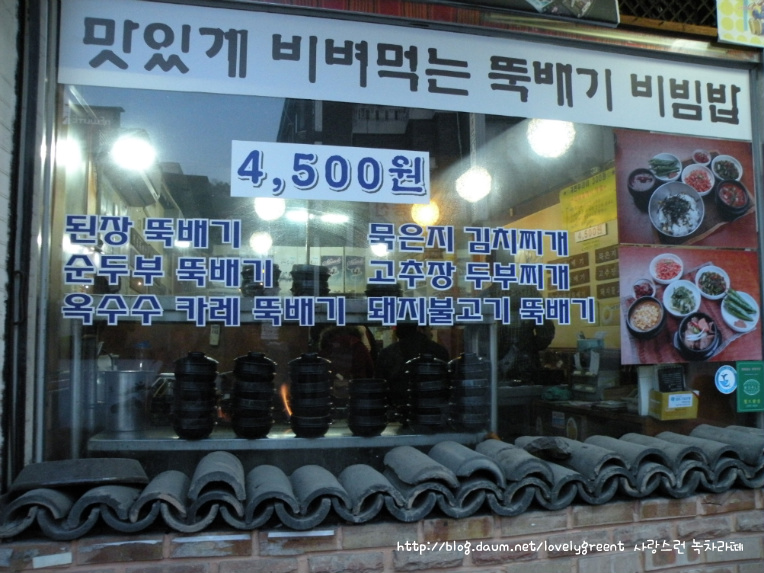 맛있게 비벼먹는 뚝배기 비빔밥
4,500원
된장 뚝배기 묵은지 김치찌개
순두부 뚝배기 고추장 두부찌개
옥수수 카레 뚝배기 돼지불고기 뚝배기
http://blog.daum.net/lovelygreent 사랑스런 녹차라떼